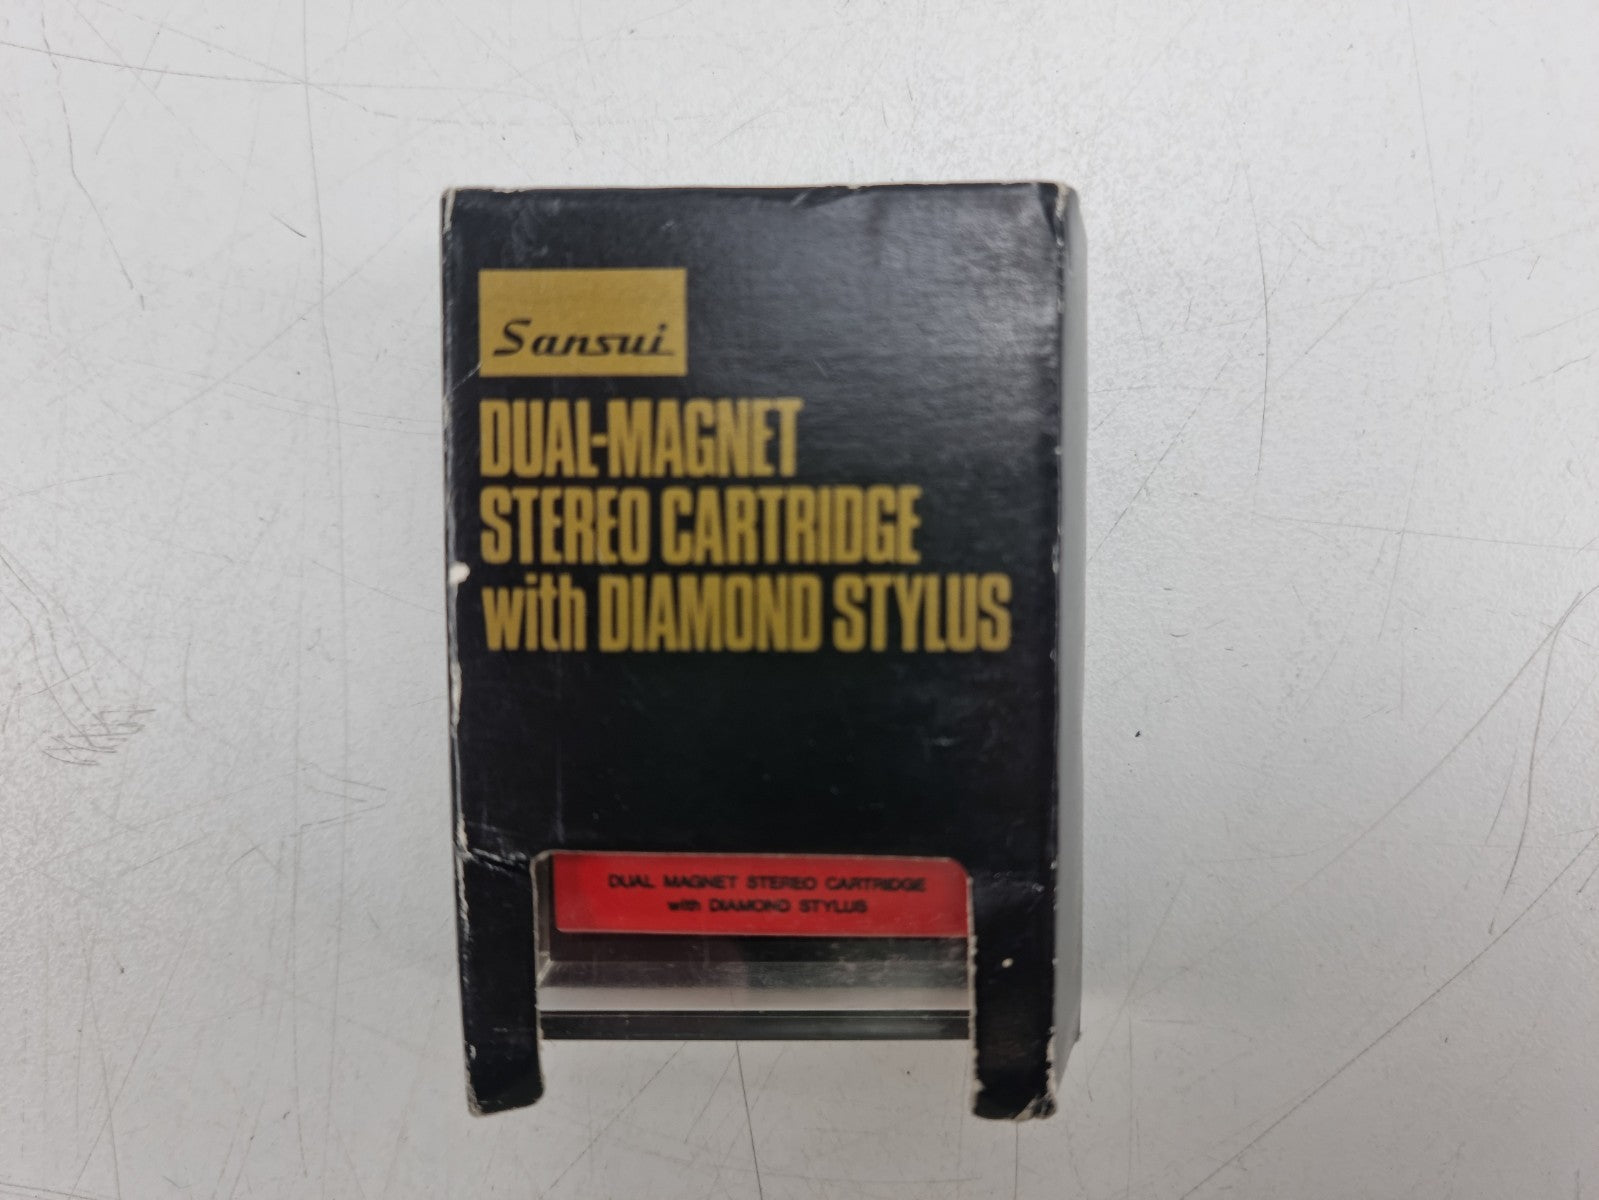 Sansui
DUAL-MAGNET
STEREO CARTRIDGE
with DIAMOND STYLUS
DUAL MAGNET STEREO CARTRIDGE
with DIAMOND STYLUS